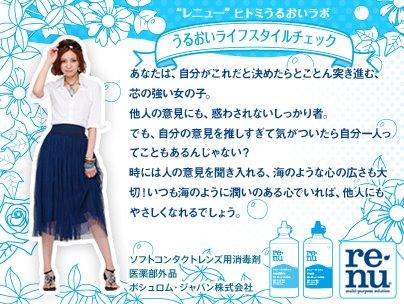 “レニュー” ヒトミうるおいラボ
うるおいライフスタイルチェック
あなたは、自分がこれだと決めたらとことん突き進む、
芯の強い女の子。
他人の意見にも、惑わされないしっかり者。
でも、自分の意見を推しすぎて気がついたら自分一人っ
てこともあるんじゃない?
時には人の意見を聞き入れる、海のような心の広さも大
切!いつも海のように潤いのある心でいれば、他人にも
やさしくなれるでしょう。
ソフトコンタクトレンズ用消毒剤
医薬部外品
ボシュロム・ジャパン株式会社
re
nu
re
nu
re
nu
multi-purpose solution